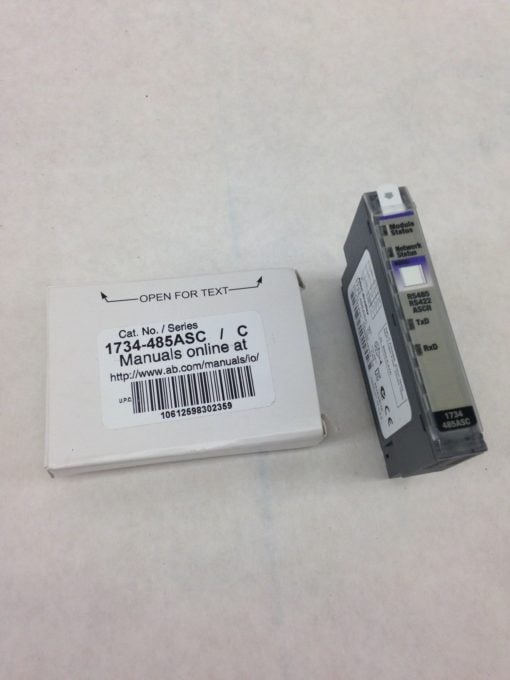 OPEN FOR TEXT
Cat. No. / Series
1734-485ASC / C
Manuals online at
http://www.ab.com/manuals/io/
U.P.C.
10612598302359
Module
Status
Network
Status
RS485
RS422
ASCII
TxD
RxD
1734
485ASC